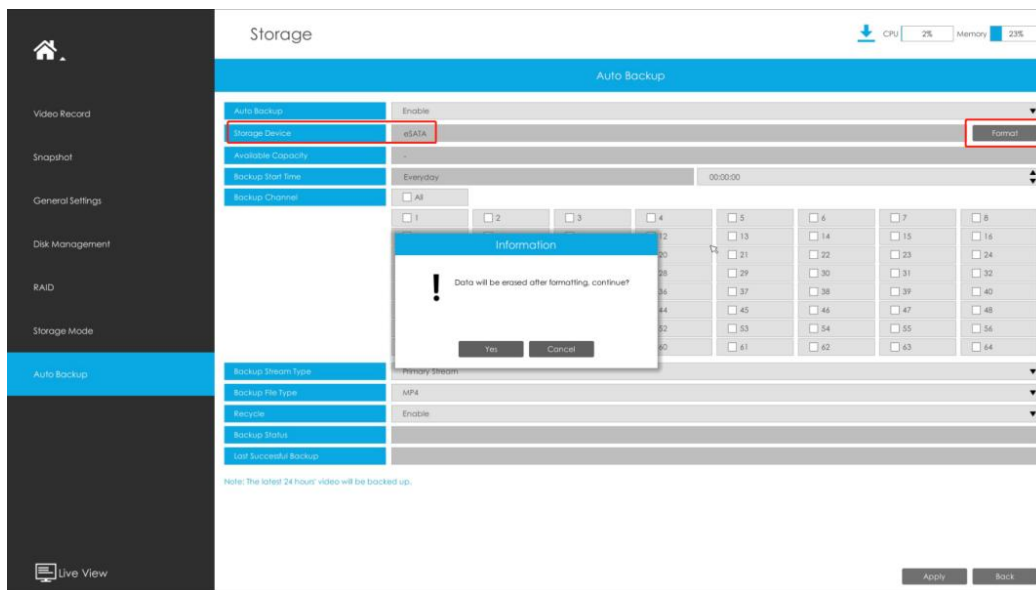 Storage
CPU 2% Memory 23%
Auto Backup
Video Record
Snapshot
General Settings
Disk Management
RAID
Storage Mode
Auto Backup
Auto Backup Enable
Storage Device eSATA Format
Available Capacity -
Backup Start Time Everyday 00:00:00
Backup Channel All
1 2 3 4 5 6 7 8
12 13 14 15 16
20 21 22 23 24
28 29 30 31 32
36 37 38 39 40
44 45 46 47 48
52 53 54 55 56
60 61 62 63 64
Information
Data will be erased after formatting, continue?
Yes Cancel
Backup Stream Type Primary Stream
Backup File Type MP4
Recycle Enable
Backup Status
Last Successful Backup
Note: The latest 24 hours' video will be backed up.
Live View
Apply Back